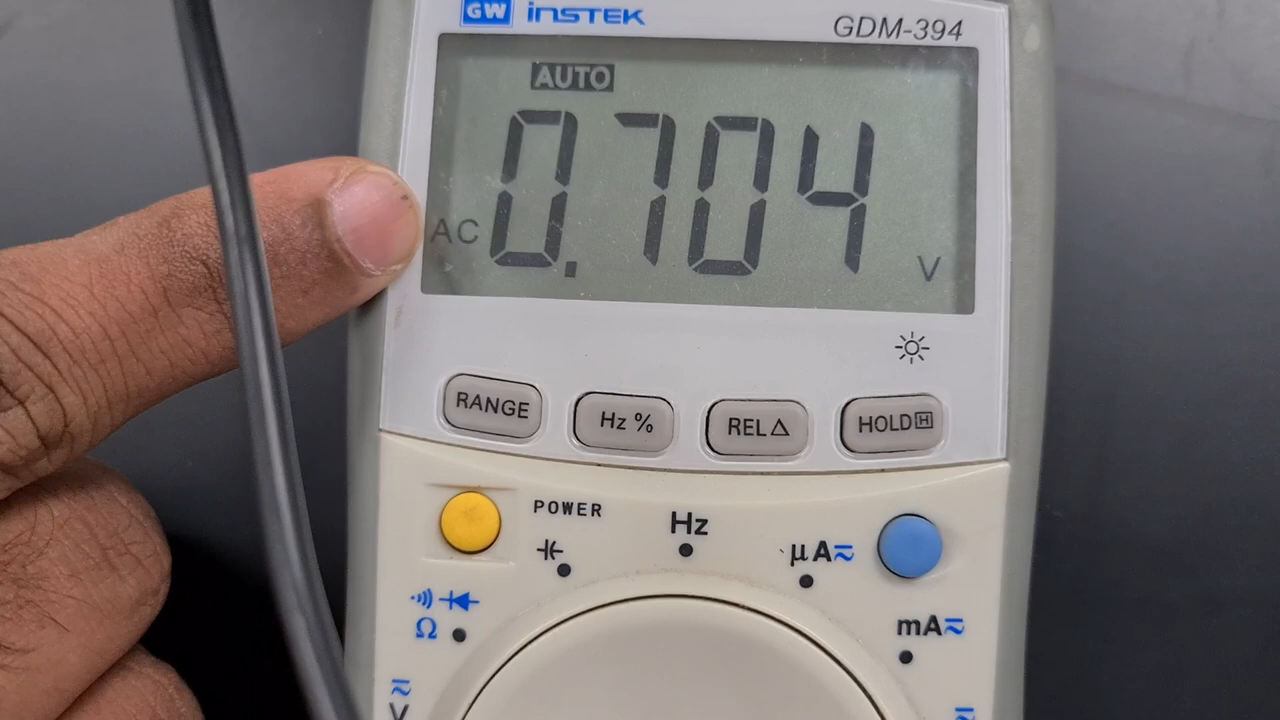 GW INSTEK
GDM-394
AUTO
AC 0.704 V
RANGE Hz % REL△ HOLD H
POWER
Hz
μA
mA
Ω
V